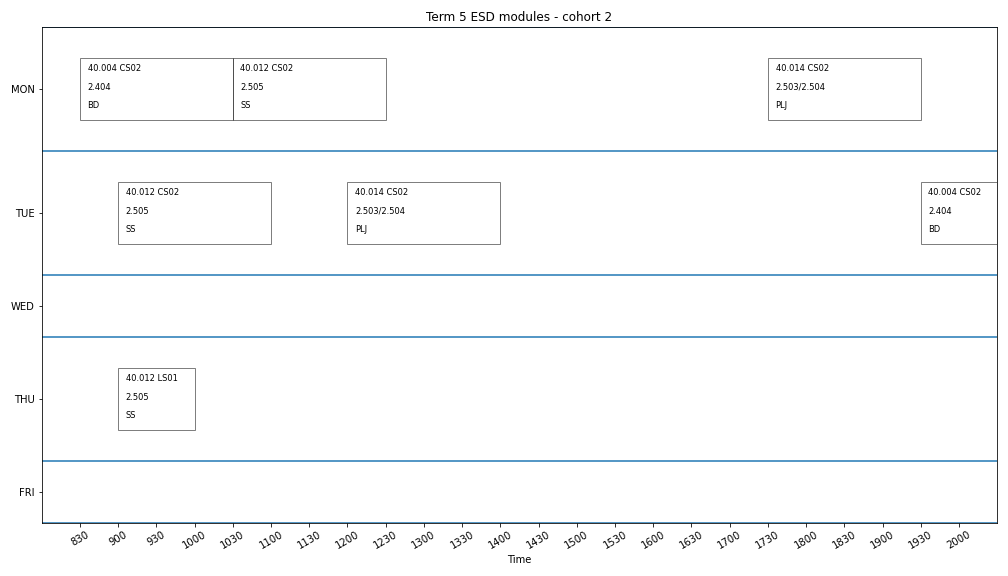 Term 5 ESD modules - cohort 2
MON
40.004 CS02
2.404
BD
40.012 CS02
2.505
SS
40.014 CS02
2.503/2.504
PLJ
TUE
40.012 CS02
2.505
SS
40.014 CS02
2.503/2.504
PLJ
40.004 CS02
2.404
BD
WED
THU
40.012 LS01
2.505
SS
FRI
830 900 930 1000 1030 1100 1130 1200 1230 1300 1330 1400 1430 1500 1530 1600 1630 1700 1730 1800 1830 1900 1930 2000
Time